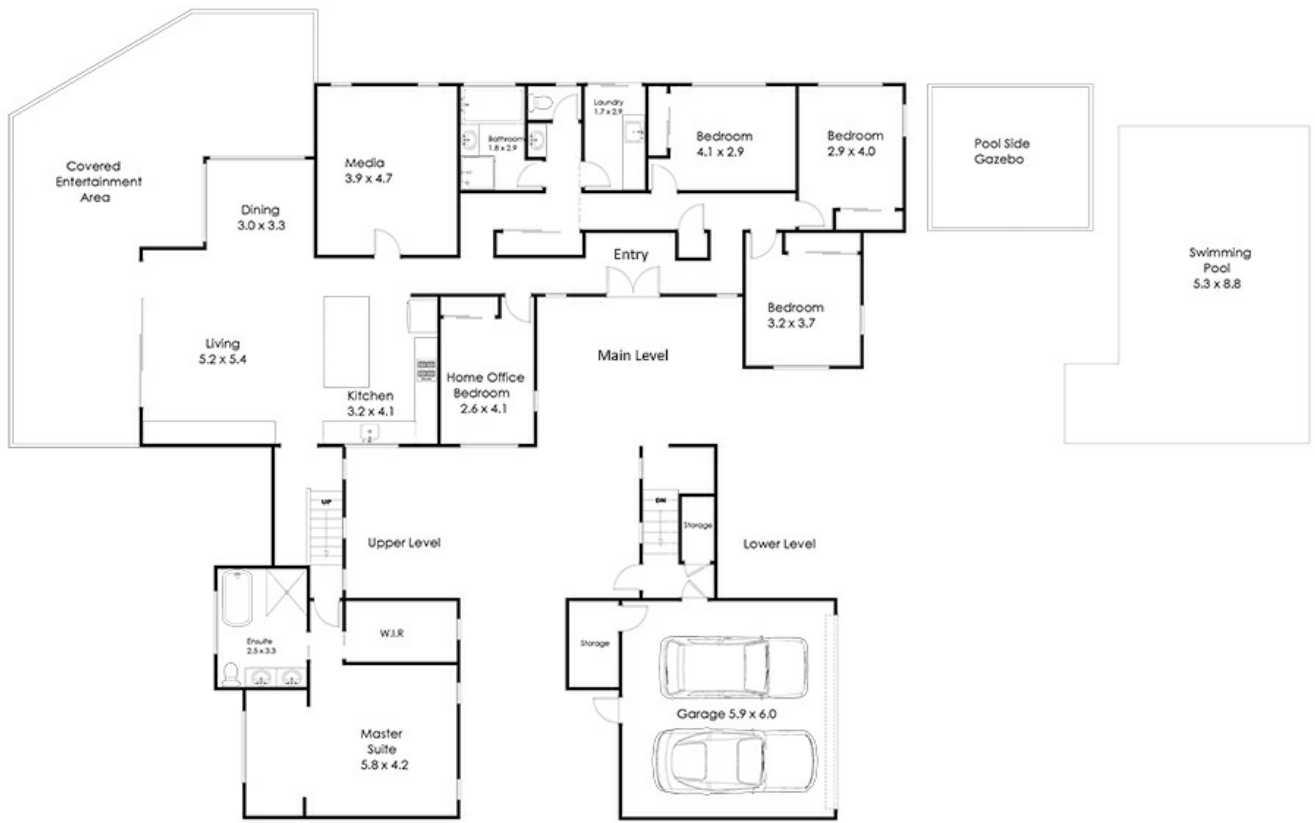 Covered
Entertainment
Area
Dining
3.0 x 3.3
Media
3.9 x 4.7
Bathroom
1.8 x 2.9
Laundry
1.7 x 2.9
Bedroom
4.1 x 2.9
Bedroom
2.9 x 4.0
Pool Side
Gazebo
Swimming
Pool
5.3 x 8.8
Entry
Bedroom
3.2 x 3.7
Living
5.2 x 5.4
Kitchen
3.2 x 4.1
Home Office
Bedroom
2.6 x 4.1
Main Level
UP
Upper Level
DN
Storage
Lower Level
Ensuite
2.5 x 3.3
W.I.R
Storage
Master
Suite
5.8 x 4.2
Garage 5.9 x 6.0